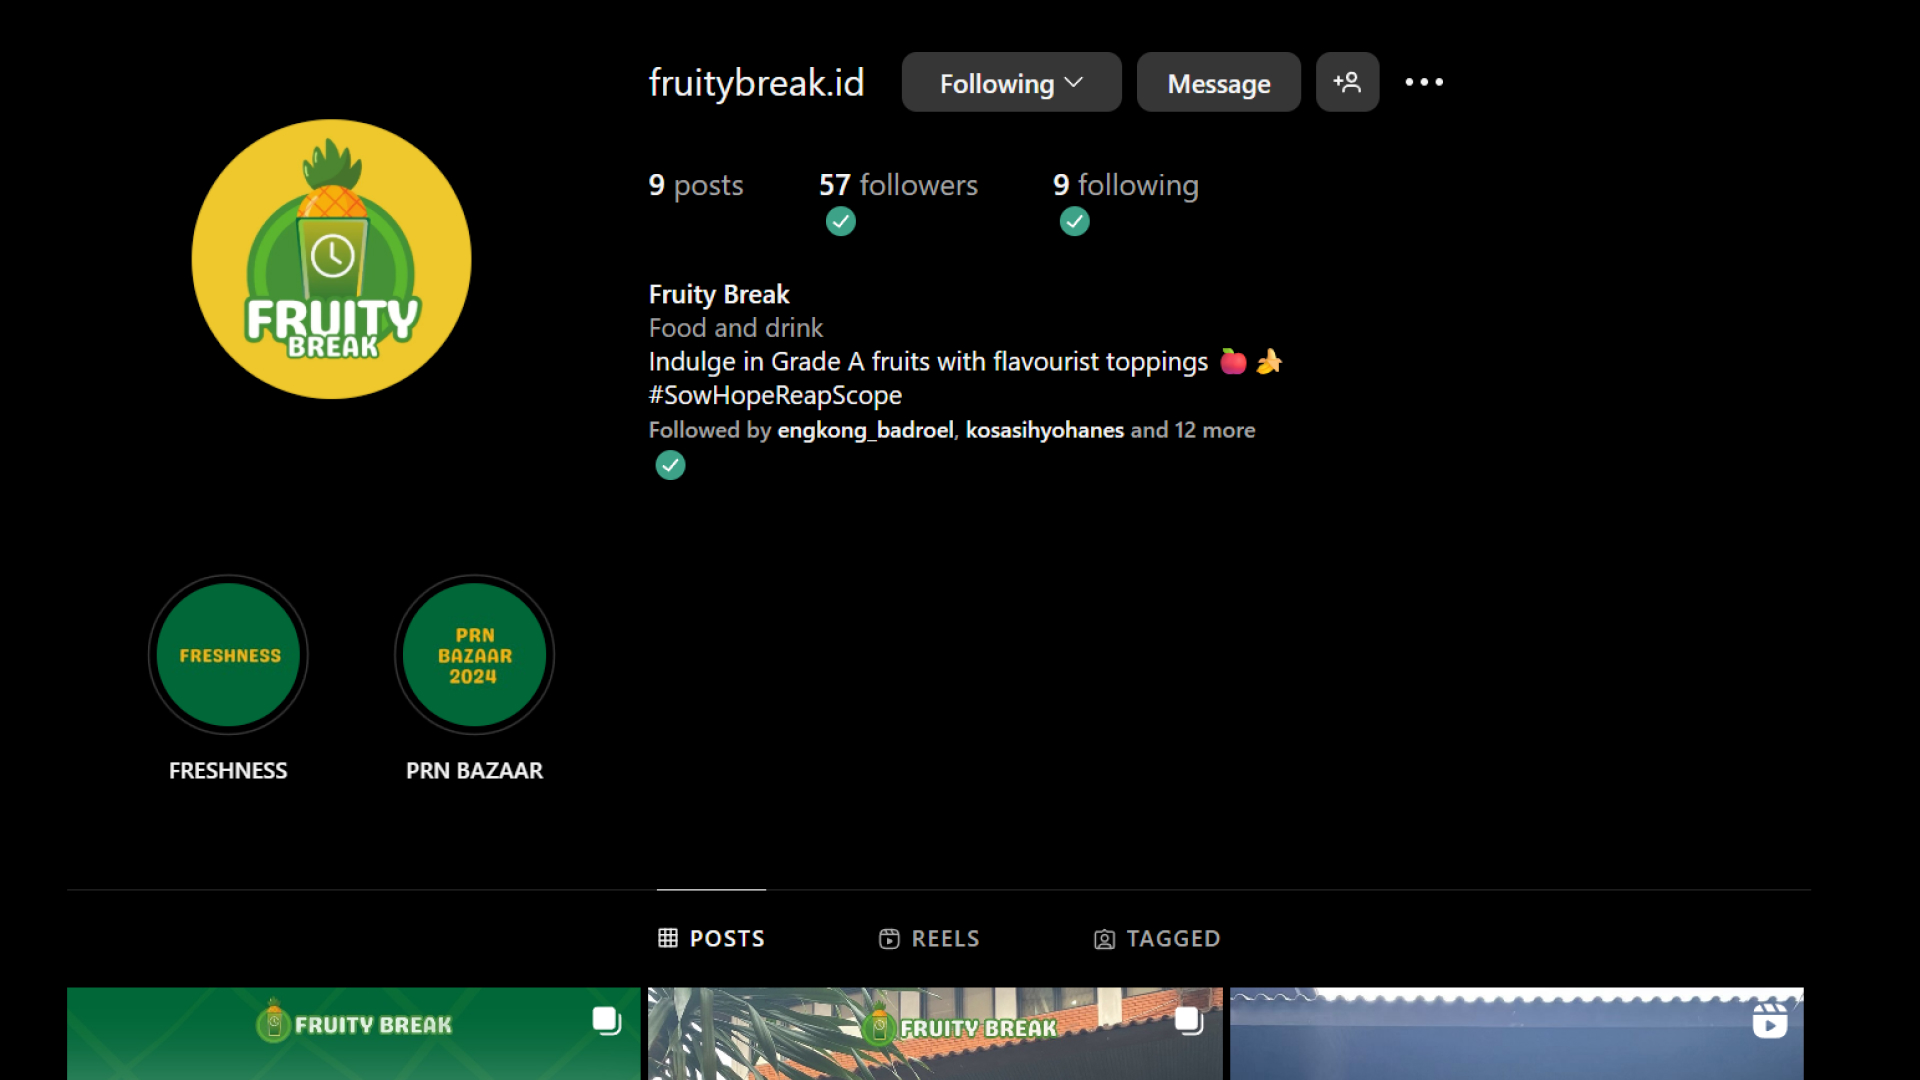 fruitybreak.id
Following
Message
9 posts
57 followers
9 following
FRUITY
BREAK
Fruity Break
Food and drink
Indulge in Grade A fruits with flavourist toppings 🍎 🍌
#SowHopeReapScope
Followed by engkong_badroel, kosasihyohanes and 12 more
FRESHNESS
PRN
BAZAAR
2024
FRESHNESS
PRN BAZAAR
POSTS
REELS
TAGGED
FRUITY BREAK
FRUITY BREAK